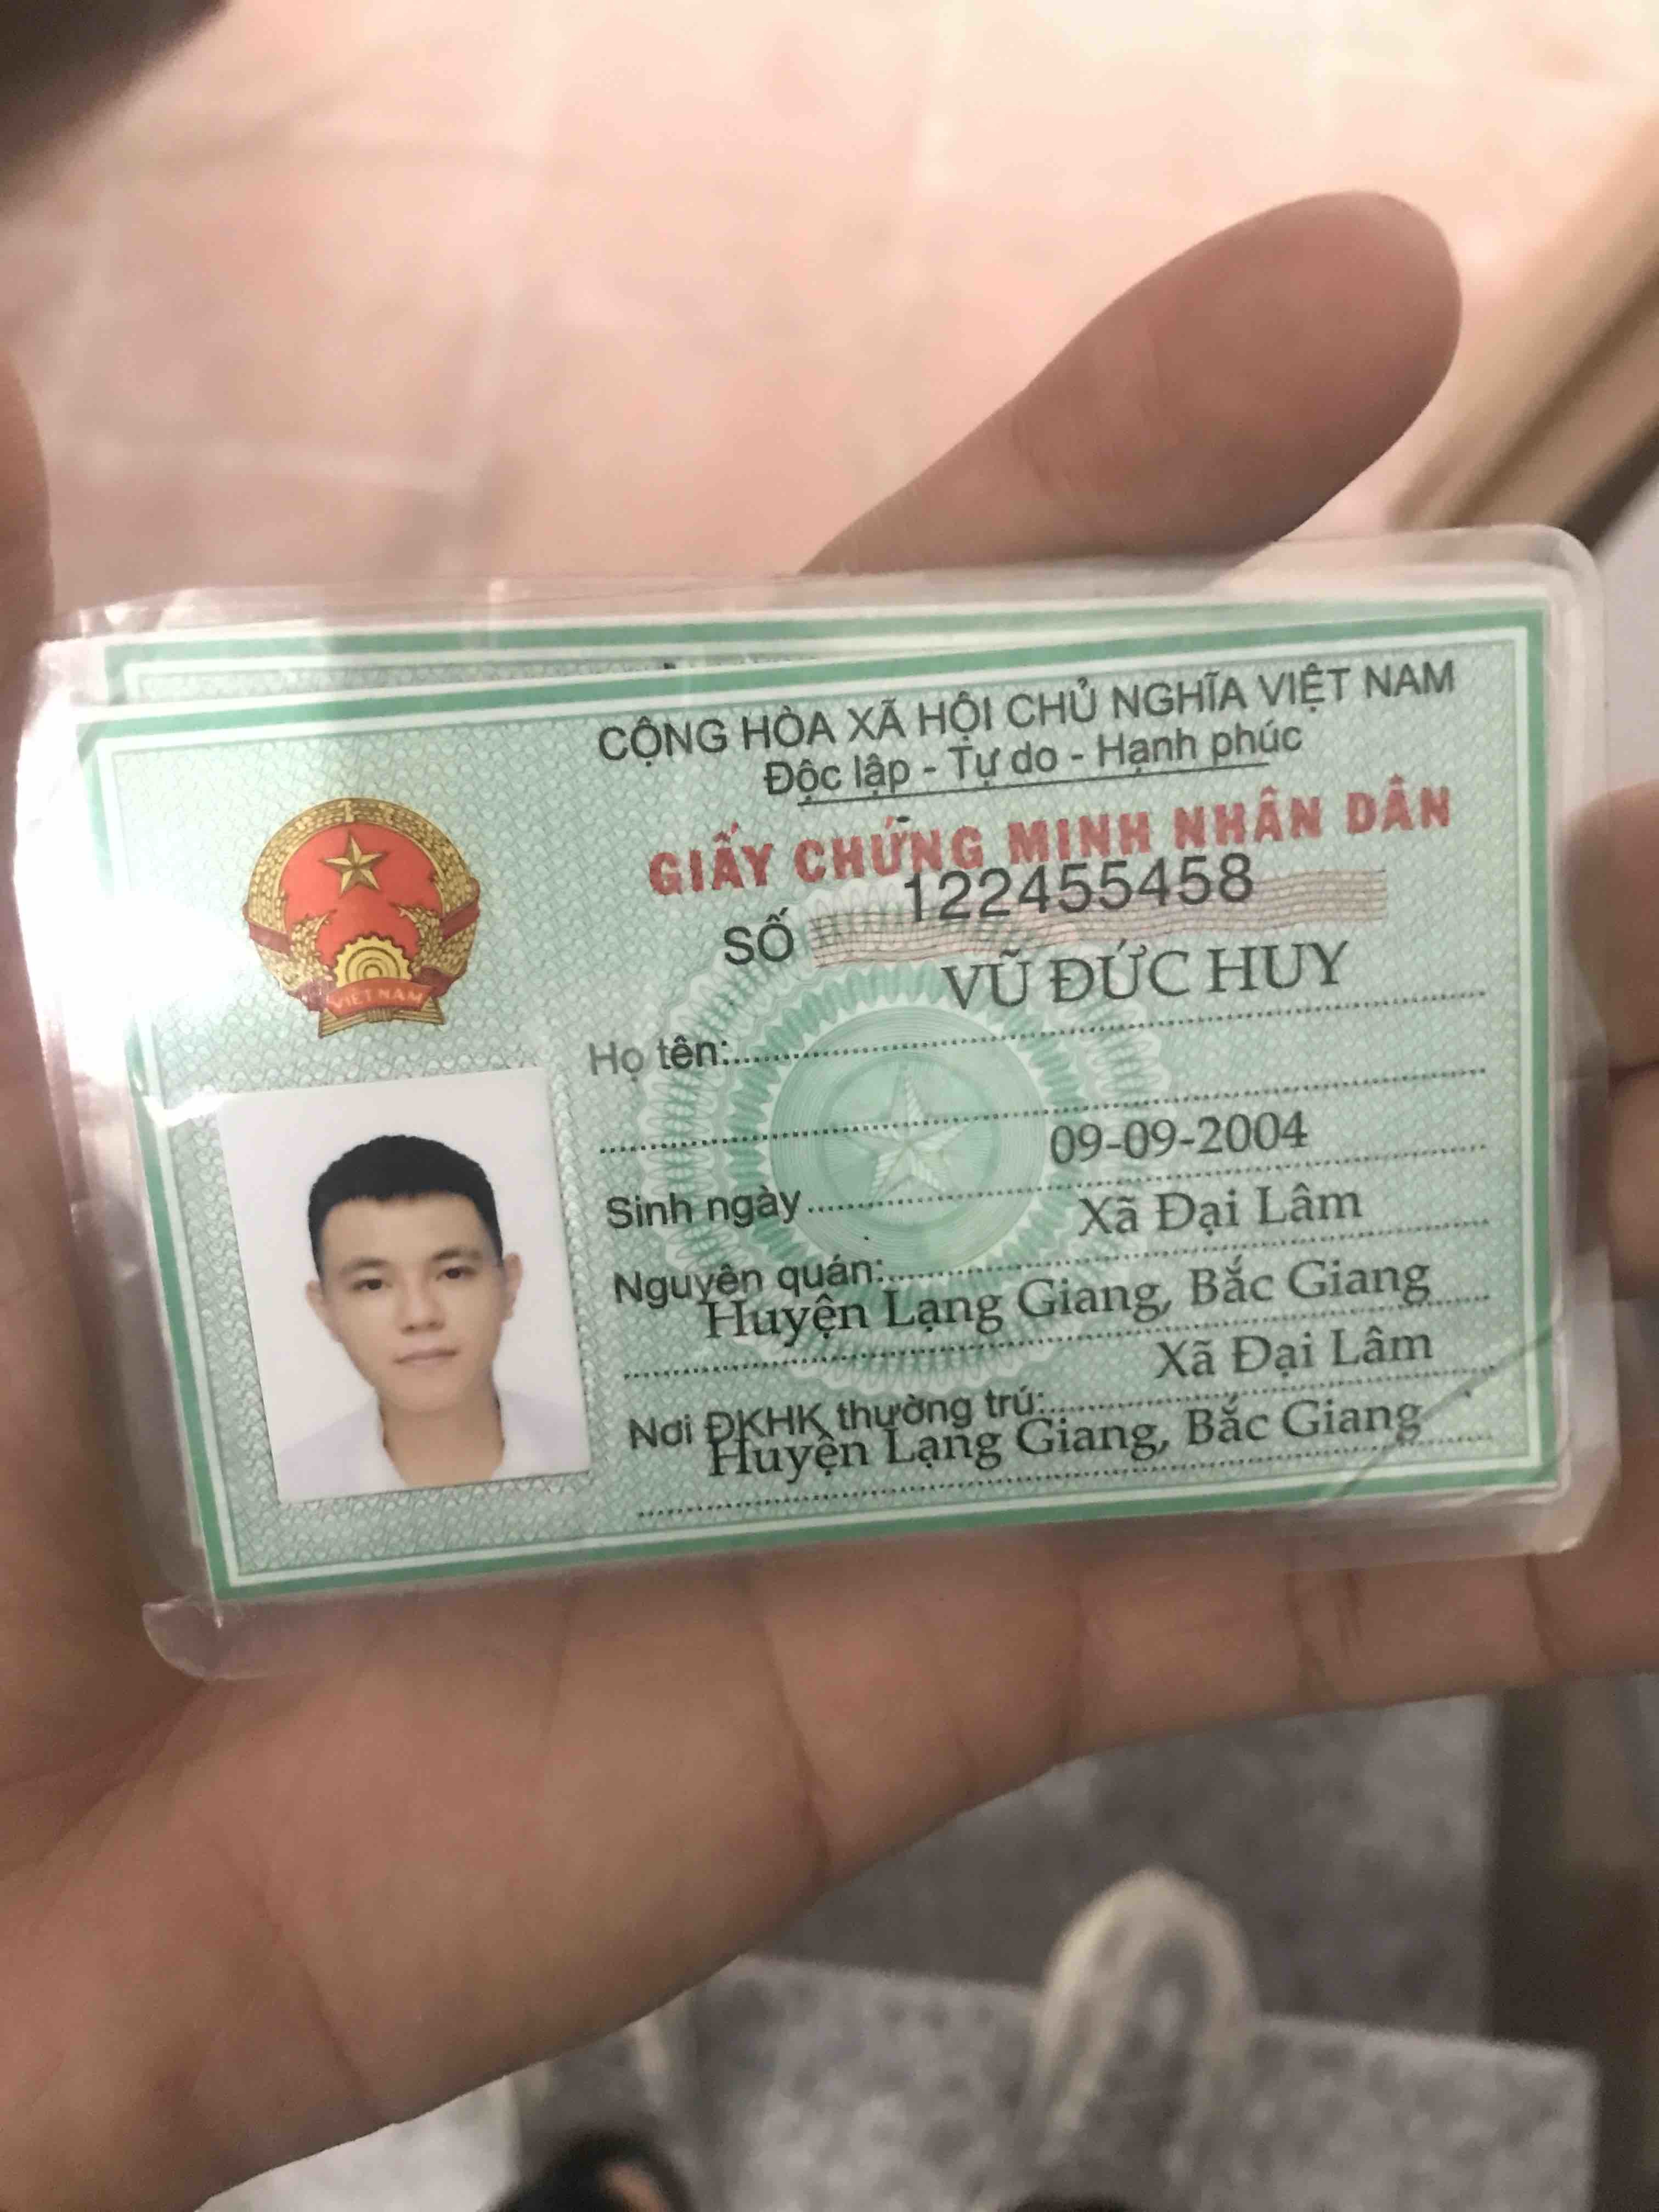 CỘNG HÒA XÃ HỘI CHỦ NGHĨA VIỆT NAM
Độc lập - Tự do - Hạnh phúc
GIẤY CHỨNG MINH NHÂN DÂN
SỐ 122455458
Họ tên: VŨ ĐỨC HUY
Sinh ngày 09-09-2004
Nguyên quán: Xã Đại Lâm
Huyện Lạng Giang, Bắc Giang
Nơi ĐKHK thường trú: Xã Đại Lâm
Huyện Lạng Giang, Bắc Giang
VIỆT NAM